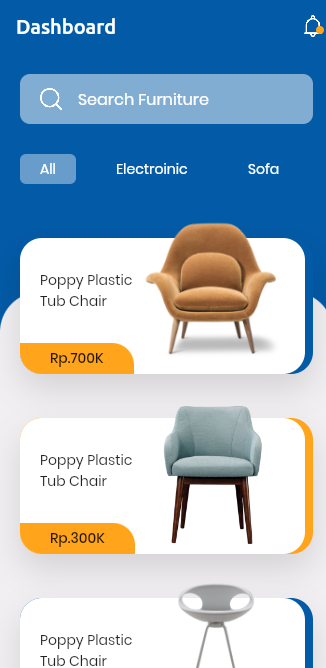 Dashboard
Search Furniture
All Electroinic Sofa
Poppy Plastic
Tub Chair
Rp.700K
Poppy Plastic
Tub Chair
Rp.300K
Poppy Plastic
Tub Chair